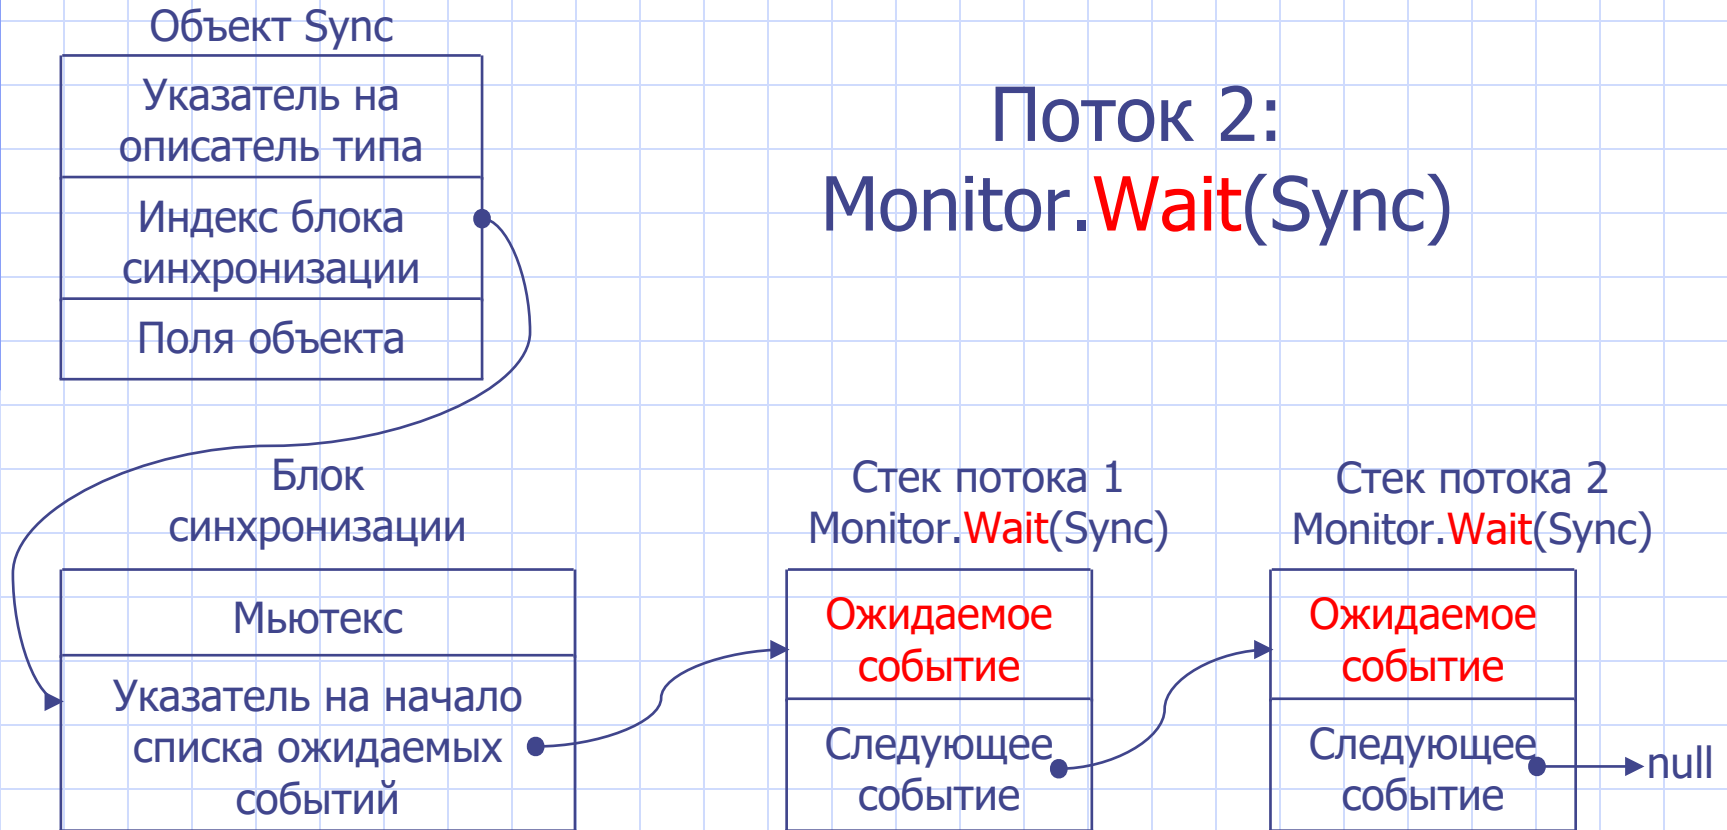 Объект Sync
Указатель на
описатель типа
Индекс блока
синхронизации
Поля объекта
Поток 2:
Monitor.Wait(Sync)
Блок
синхронизации
Мьютекс
Указатель на начало
списка ожидаемых
событий
Стек потока 1
Monitor.Wait(Sync)
Ожидаемое
событие
Следующее
событие
Стек потока 2
Monitor.Wait(Sync)
Ожидаемое
событие
Следующее
событие
null